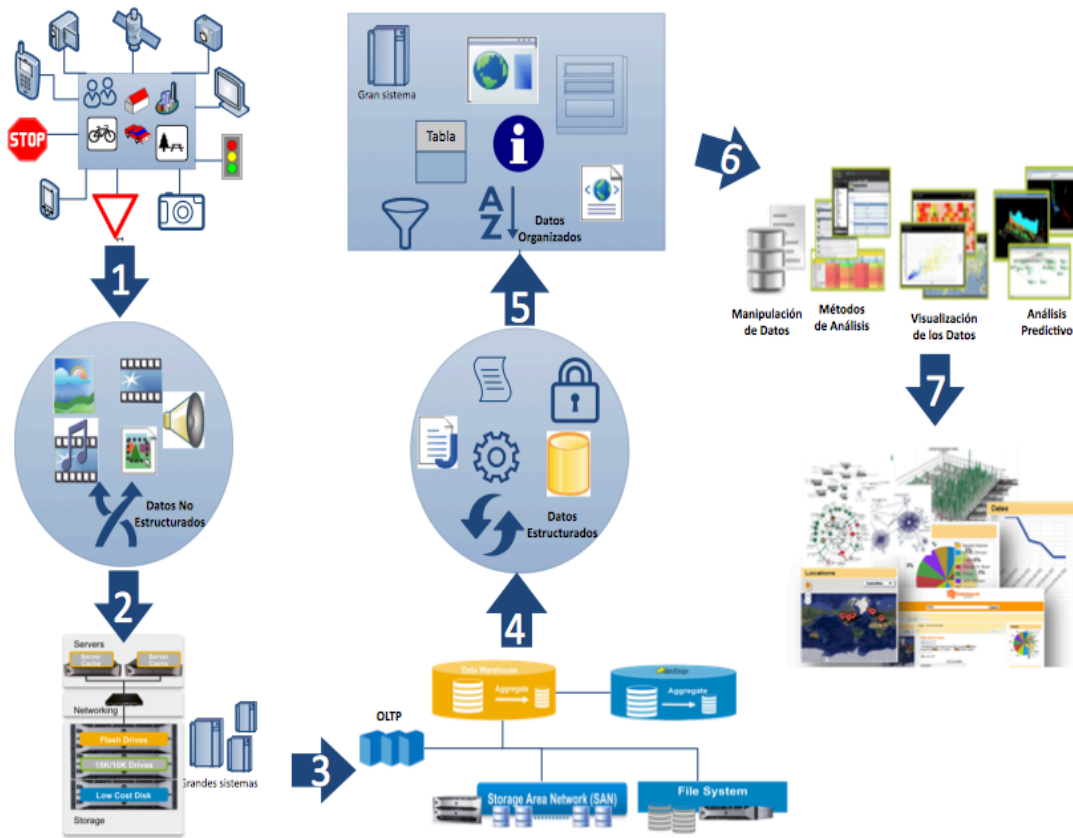 STOP
1
Datos No
Estructurados
2
Servers
Server
Cache
Server
Cache
Networking
Flash Drives
15K/10K Drives
Low Cost Disk
Storage
Grandes sistemas
3
OLTP
Data Warehouse
Aggregate
Aggregate
Storage Area Network (SAN)
File System
4
Datos
Estructurados
5
Gran sistema
Tabla
i
A
Z
Datos
Organizados
6
Manipulación
de Datos
Métodos
de Análisis
Visualización
de los Datos
Análisis
Predictivo
7
Dates
Locations